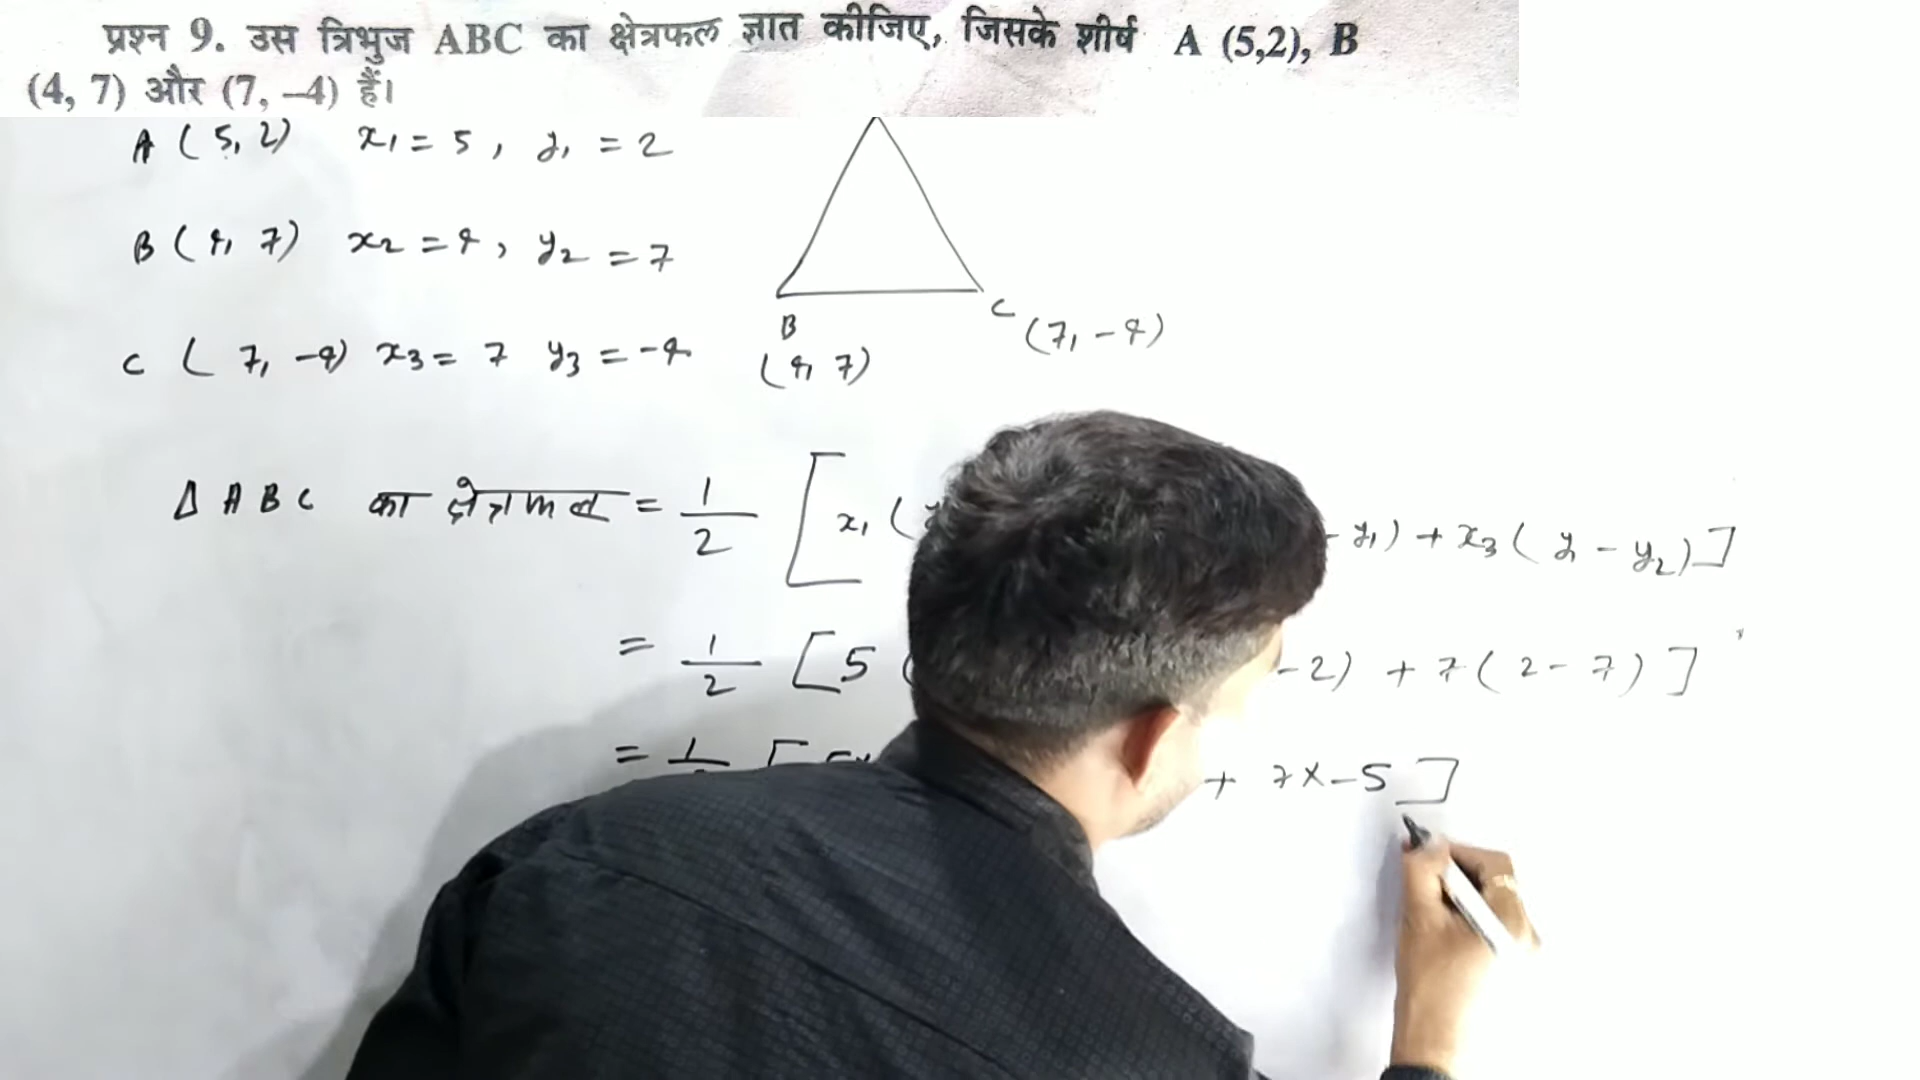 प्रश्न 9. उस त्रिभुज ABC का क्षेत्रफल ज्ञात कीजिए, जिसके शीर्ष A (5,2), B
(4, 7) और (7, –4) हैं।
A (5, 2) x₁ = 5, y₁ = 2
B (4, 7) x₂ = 4, y₂ = 7
C (7, -4) x₃ = 7 y₃ = -4
B
(4, 7)
C
(7, -4)
Δ ABC का क्षेत्रफल = 1/2 [x₁ ( - y₁) + x₃ (y₁ - y₂)]
= 1/2 [5 ( -2) + 7(2-7)]
= + 7×-5]